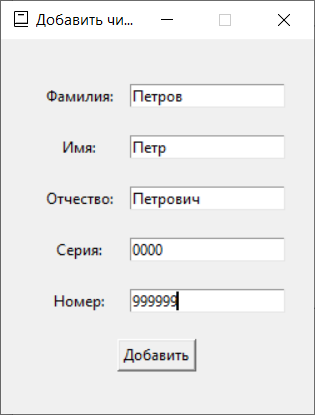 Добавить чи...
Фамилия: Петров
Имя: Петр
Отчество: Петрович
Серия: 0000
Номер: 999999
Добавить